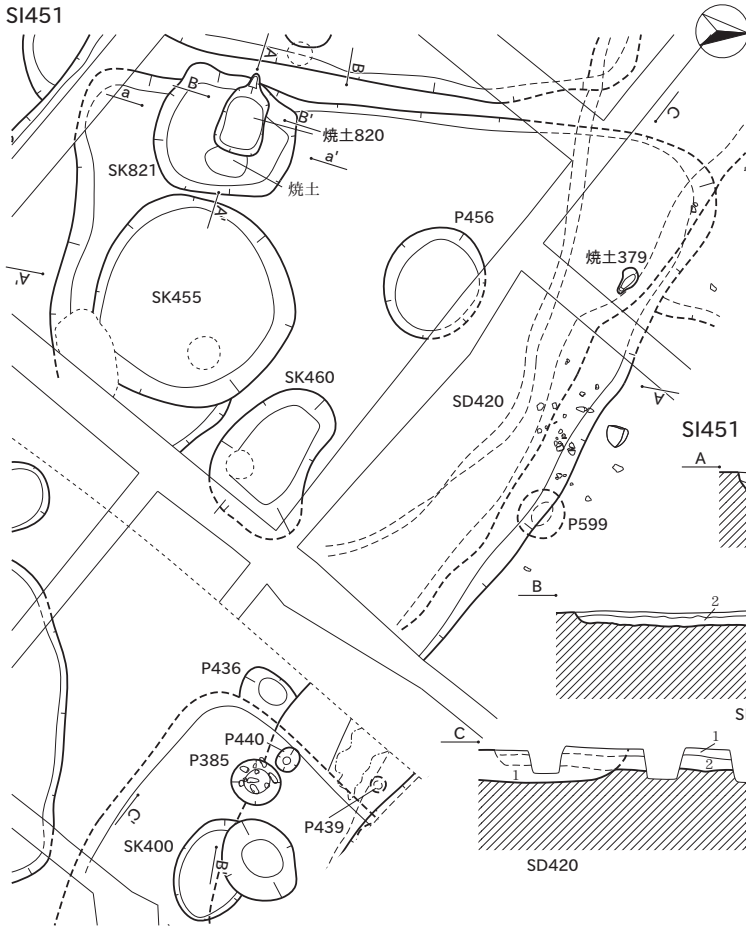 SI451
A
B
C
a
B
B'
焼土820
a'
SK821
焼土
A'
P456
A'
焼土379
SK455
SK460
SD420
A
SI451
A
P599
B
2
P436
S
C
1
P440
P385
1
2
C'
P439
SK400
B'
SD420